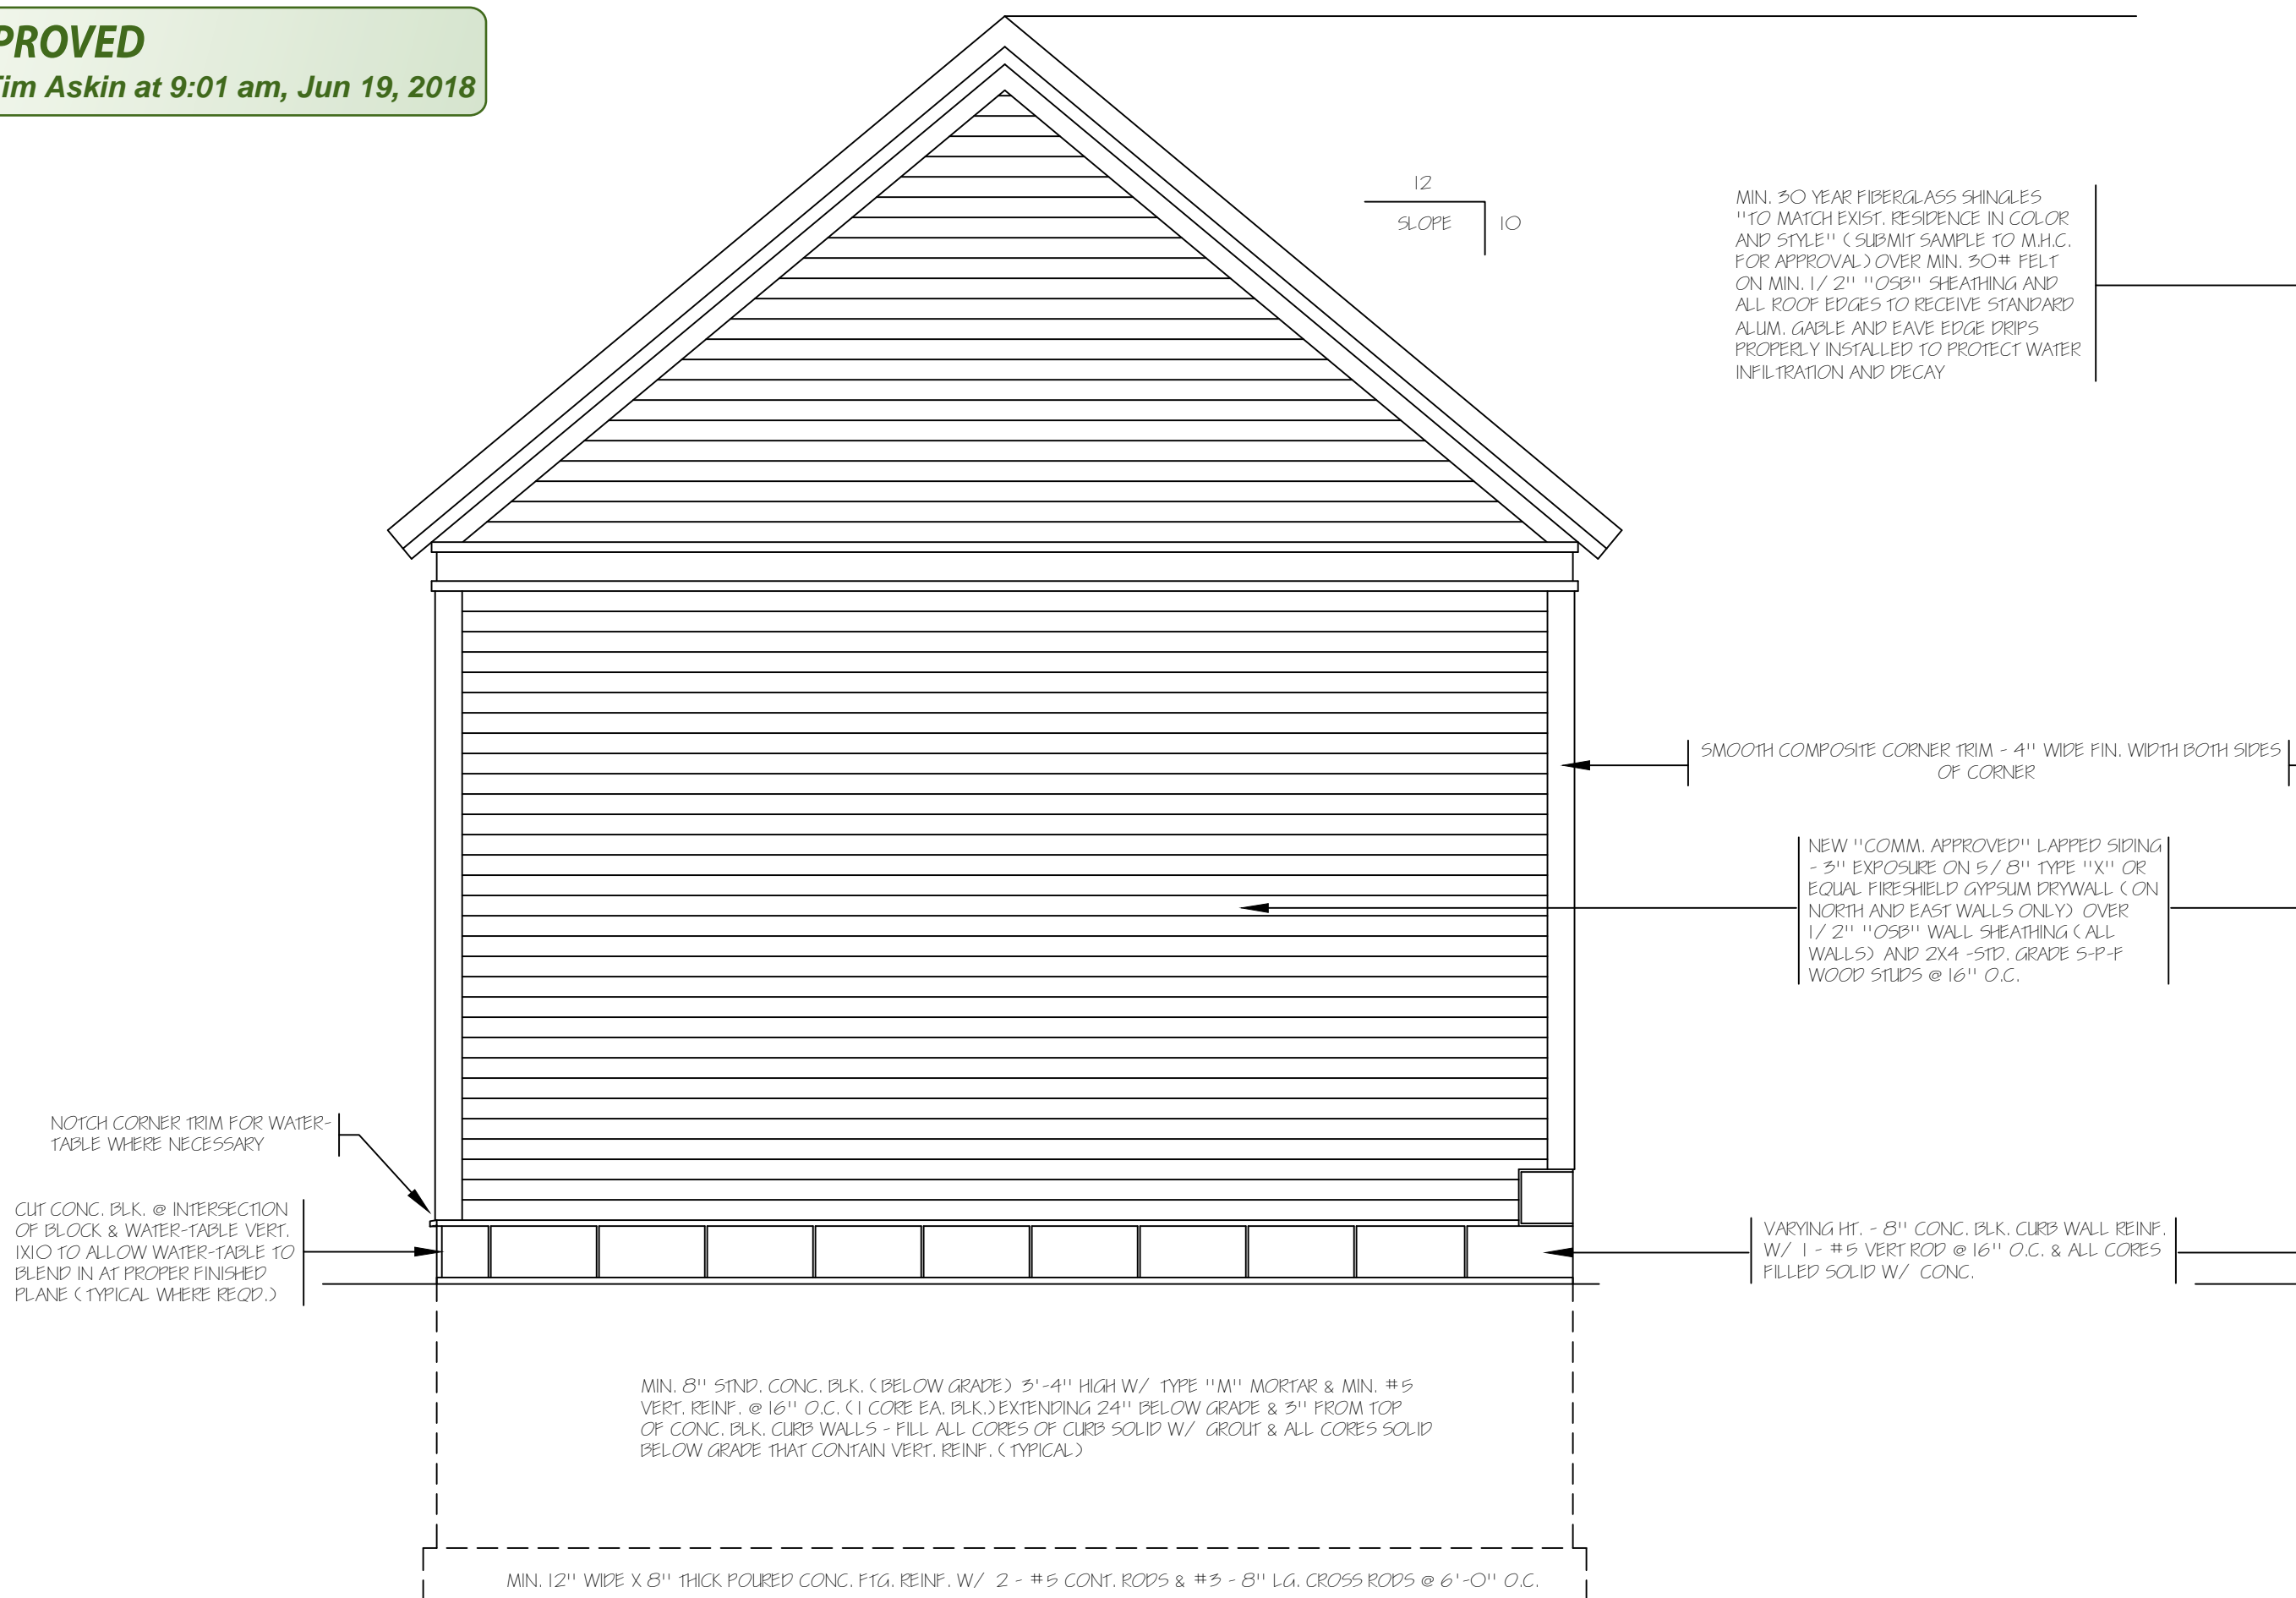 PROVED
Tim Askin at 9:01 am, Jun 19, 2018
12
SLOPE 10
MIN. 30 YEAR FIBERGLASS SHINGLES
"TO MATCH EXIST. RESIDENCE IN COLOR
AND STYLE" (SUBMIT SAMPLE TO M.H.C.
FOR APPROVAL) OVER MIN. 30# FELT
ON MIN. 1/2" "OSB" SHEATHING AND
ALL ROOF EDGES TO RECEIVE STANDARD
ALUM. GABLE AND EAVE EDGE DRIPS
PROPERLY INSTALLED TO PROTECT WATER
INFILTRATION AND DECAY
SMOOTH COMPOSITE CORNER TRIM - 4" WIDE FIN. WIDTH BOTH SIDES
OF CORNER
NEW "COMM. APPROVED" LAPPED SIDING
- 3" EXPOSURE ON 5/8" TYPE "X" OR
EQUAL FIRESHIELD GYPSUM DRYWALL (ON
NORTH AND EAST WALLS ONLY) OVER
1/2" "OSB" WALL SHEATHING (ALL
WALLS) AND 2X4 -STD. GRADE S-P-F
WOOD STUDS @ 16" O.C.
NOTCH CORNER TRIM FOR WATER-
TABLE WHERE NECESSARY
CUT CONC. BLK. @ INTERSECTION
OF BLOCK & WATER-TABLE VERT.
1X10 TO ALLOW WATER-TABLE TO
BLEND IN AT PROPER FINISHED
PLANE (TYPICAL WHERE REQD.)
VARYING HT. - 8" CONC. BLK. CURB WALL REINF.
W/ 1 - #5 VERT ROD @ 16" O.C. & ALL CORES
FILLED SOLID W/ CONC.
MIN. 8" STND. CONC. BLK. (BELOW GRADE) 3'-4" HIGH W/ TYPE "M" MORTAR & MIN. #5
VERT. REINF. @ 16" O.C. (1 CORE EA. BLK.) EXTENDING 24" BELOW GRADE & 3" FROM TOP
OF CONC. BLK. CURB WALLS - FILL ALL CORES OF CURB SOLID W/ GROUT & ALL CORES SOLID
BELOW GRADE THAT CONTAIN VERT. REINF. (TYPICAL)
MIN. 12" WIDE X 8" THICK POURED CONC. FTG. REINF. W/ 2 - #5 CONT. RODS & #3 - 8" LG. CROSS RODS @ 6'-0" O.C.